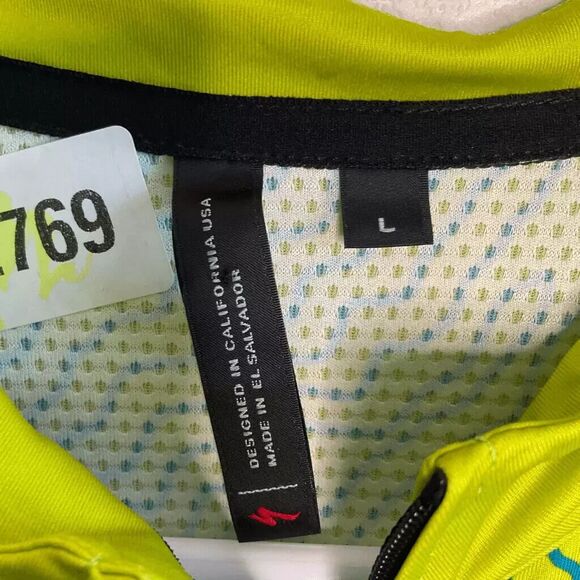 769
L
DESIGNED IN CALIFORNIA USA
MADE IN EL SALVADOR